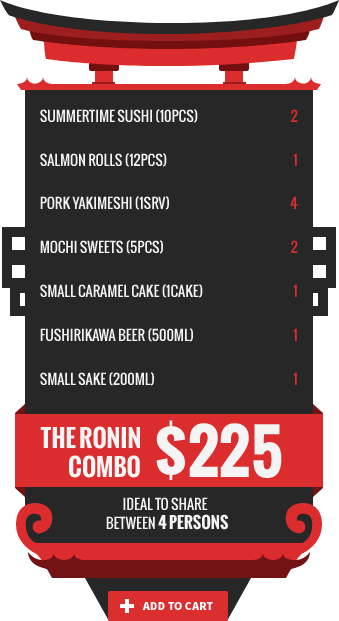 SUMMERTIME SUSHI (10PCS) 2
SALMON ROLLS (12PCS) 1
PORK YAKIMESHI (1SRV) 4
MOCHI SWEETS (5PCS) 2
SMALL CARAMEL CAKE (1CAKE) 1
FUSHIRIKAWA BEER (500ML) 1
SMALL SAKE (200ML) 1
THE RONIN
COMBO
$225
IDEAL TO SHARE
BETWEEN 4 PERSONS
ADD TO CART